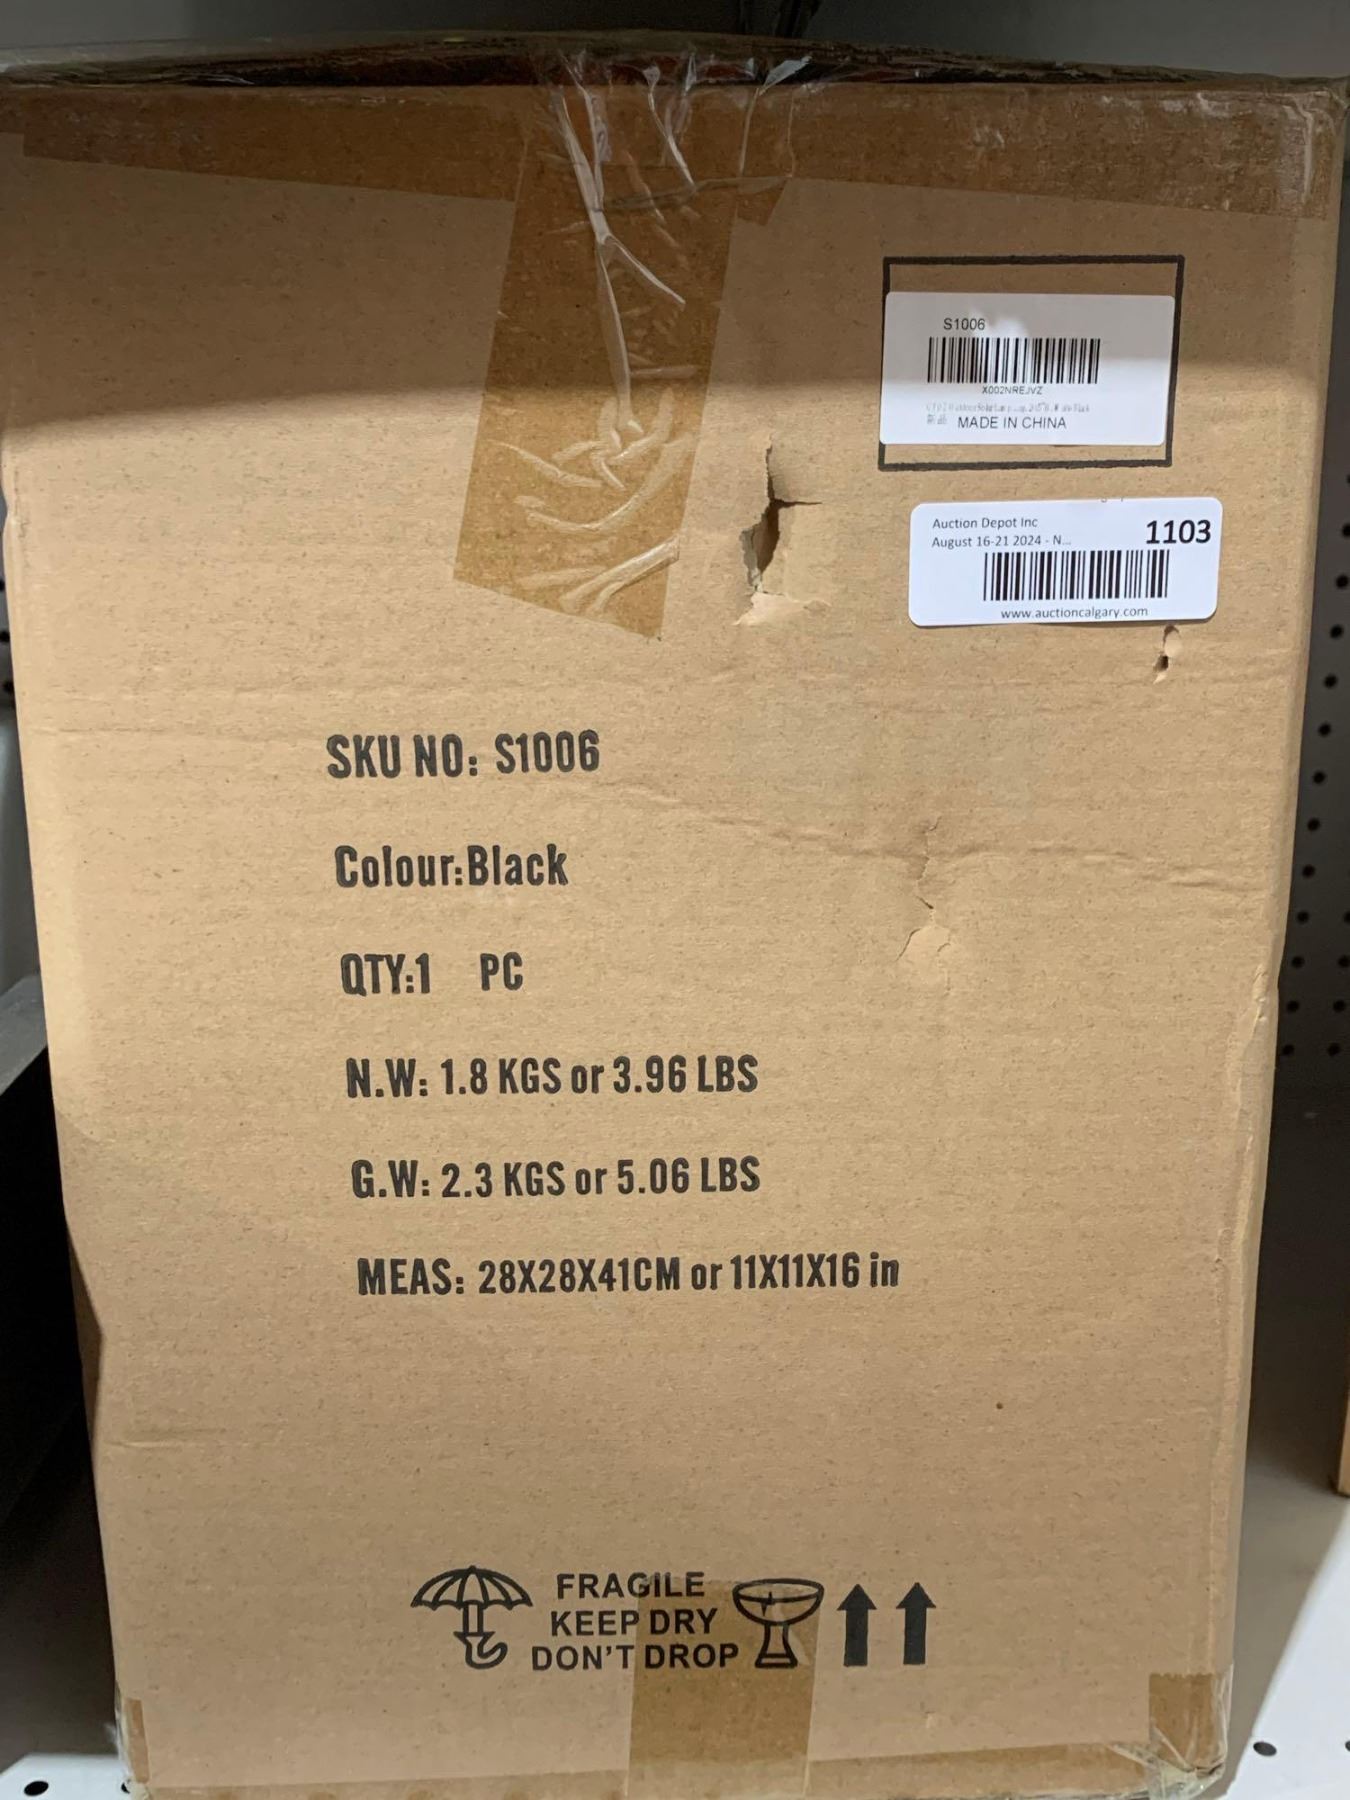 S1006
X002NREJVZ
新品 MADE IN CHINA
Auction Depot Inc
August 16-21 2024 - N...
1103
www.auctioncalgary.com
SKU NO: S1006
Colour:Black
QTY:1 PC
N.W: 1.8 KGS or 3.96 LBS
G.W: 2.3 KGS or 5.06 LBS
MEAS: 28X28X41CM or 11X11X16 in
FRAGILE
KEEP DRY
DON'T DROP